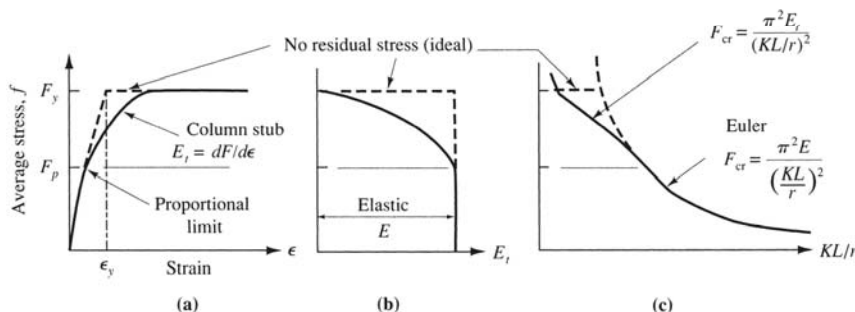 No residual stress (ideal)
F_cr = π²E_t / (KL/r)²
Average stress, f
F_y
F_p
Column stub
E_t = dF/dϵ
Proportional
limit
ϵ_y
Strain
ϵ
(a)
Elastic
E
E_t
(b)
Euler
F_cr = π²E / (KL/r)²
KL/r
(c)